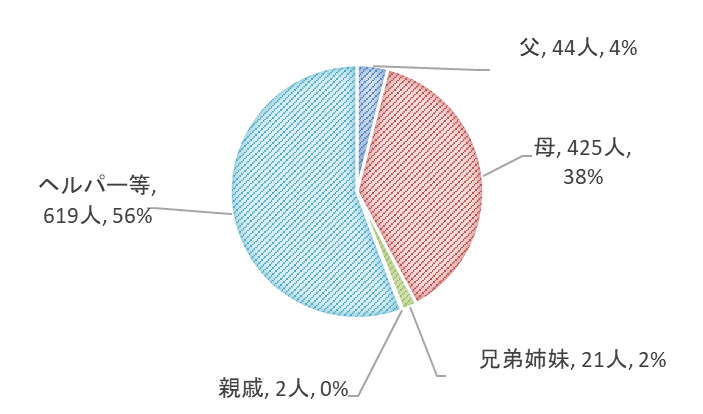 父, 44人, 4%
母, 425人,
38%
兄弟姉妹, 21人, 2%
親戚, 2人, 0%
ヘルパー等,
619人, 56%